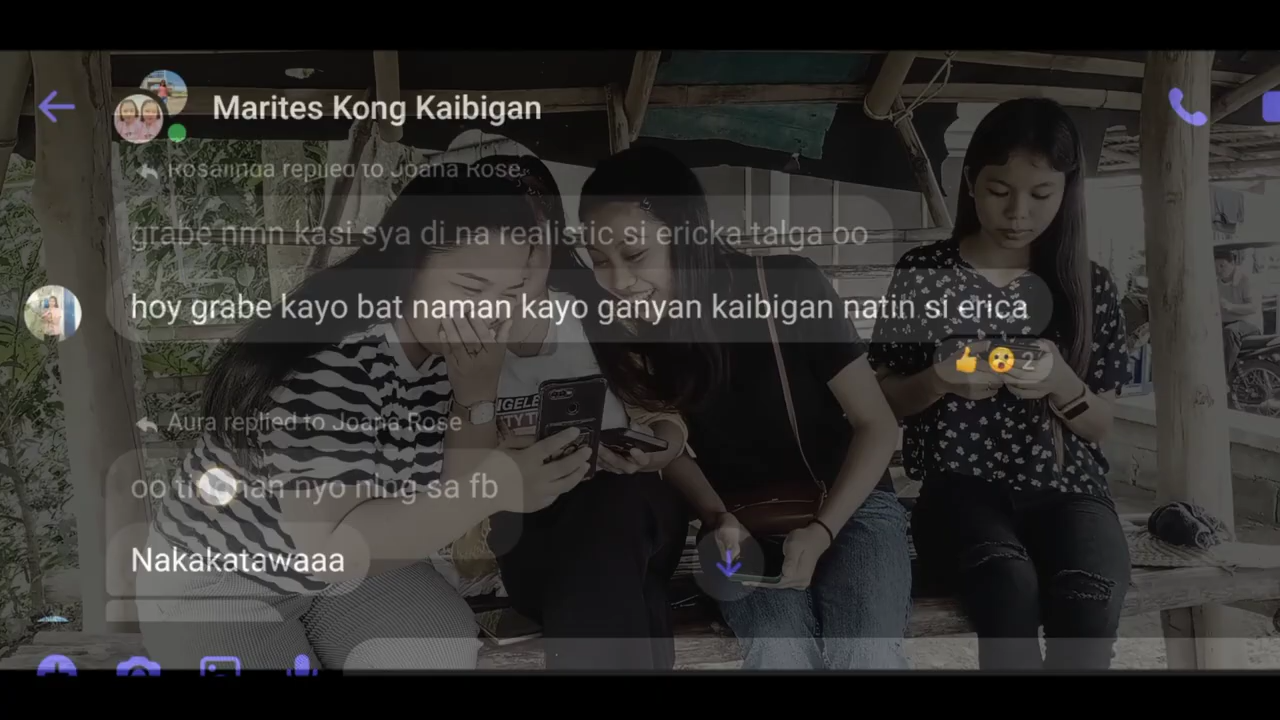 Marites Kong Kaibigan
Rosalinda replied to Joana Rose
grabe nmn kasi sya di na realistic si ericka talga oo
hoy grabe kayo bat naman kayo ganyan kaibigan natin si erica
2
Aura replied to Joana Rose
oo tingnan nyo ning sa fb
Nakakatawaaa